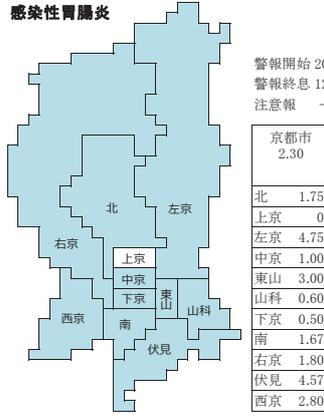 感染性胃腸炎
警報開始 20
警報終息 12
注意報 -
京都市
2.30
北 1.75
上京 0
左京 4.75
中京 1.00
東山 3.00
山科 0.60
下京 0.50
南 1.67
右京 1.80
伏見 4.57
西京 2.80
北
左京
右京
上京
中京
下京
東山
山科
西京
南
伏見